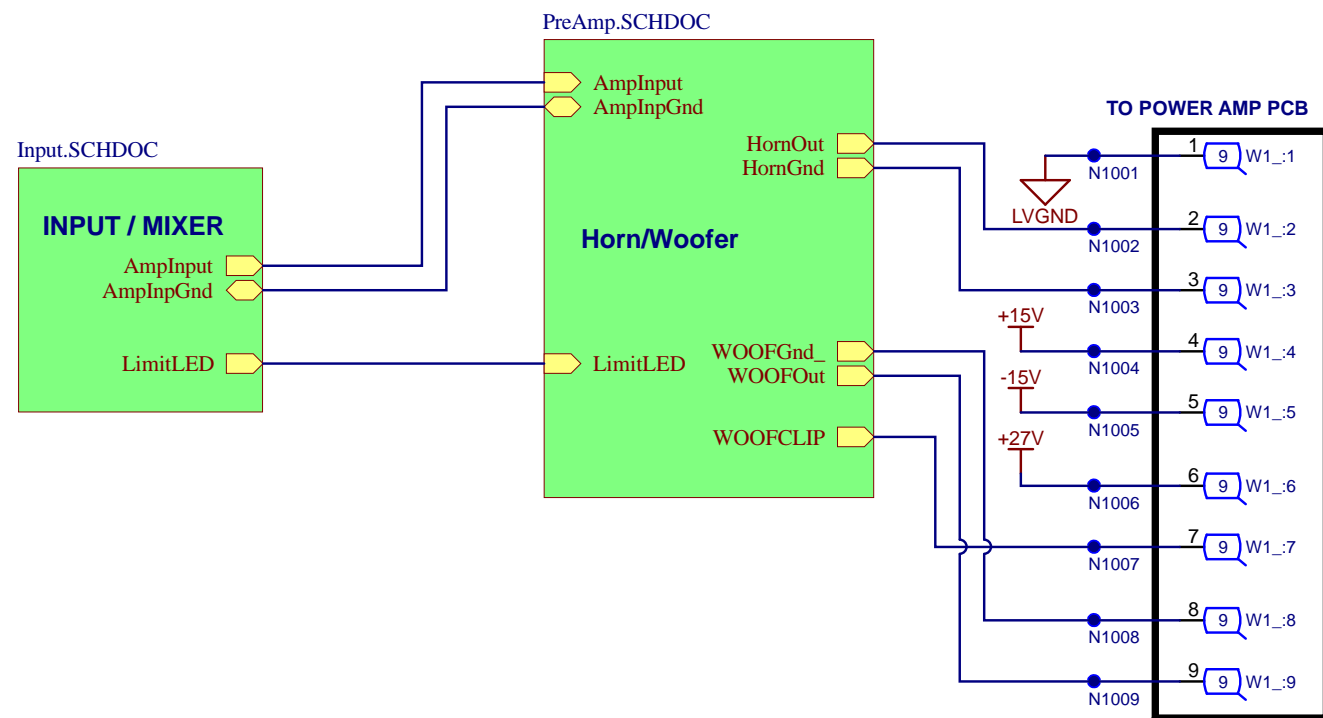 PreAmp.SCHDOC
AmpInput
AmpInpGnd
HornOut
HornGnd
Horn/Woofer
LimitLED
WOOFGnd_
WOOFOut
WOOFCLIP
Input.SCHDOC
INPUT / MIXER
AmpInput
AmpInpGnd
LimitLED
TO POWER AMP PCB
LVGND
N1001 1 9 W1_:1
N1002 2 9 W1_:2
N1003 3 9 W1_:3
+15V
N1004 4 9 W1_:4
-15V
N1005 5 9 W1_:5
+27V
N1006 6 9 W1_:6
N1007 7 9 W1_:7
N1008 8 9 W1_:8
N1009 9 9 W1_:9